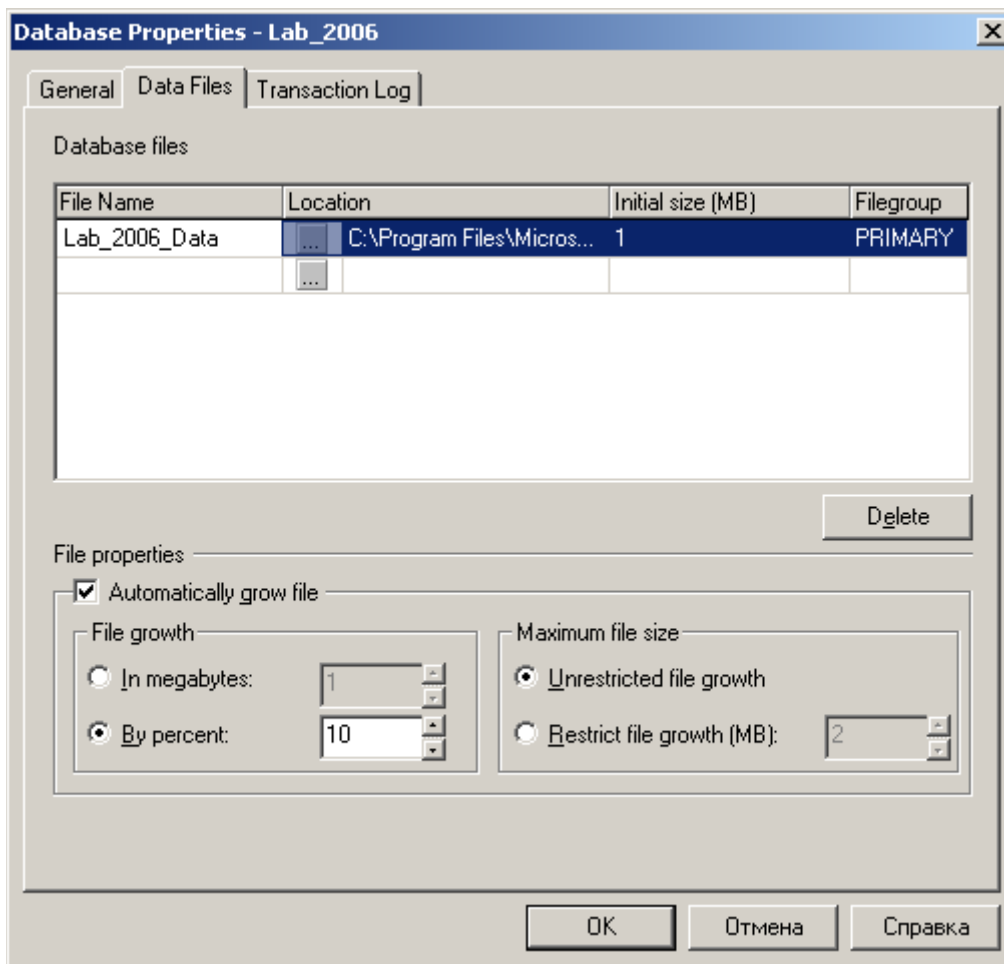 Database Properties - Lab_2006
General Data Files Transaction Log
Database files
File Name Location Initial size (MB) Filegroup
Lab_2006_Data ... C:\Program Files\Micros... 1 PRIMARY
...
Delete
File properties
Automatically grow file
File growth Maximum file size
In megabytes: 1 Unrestricted file growth
By percent: 10 Restrict file growth (MB): 2
OK Отмена Справка